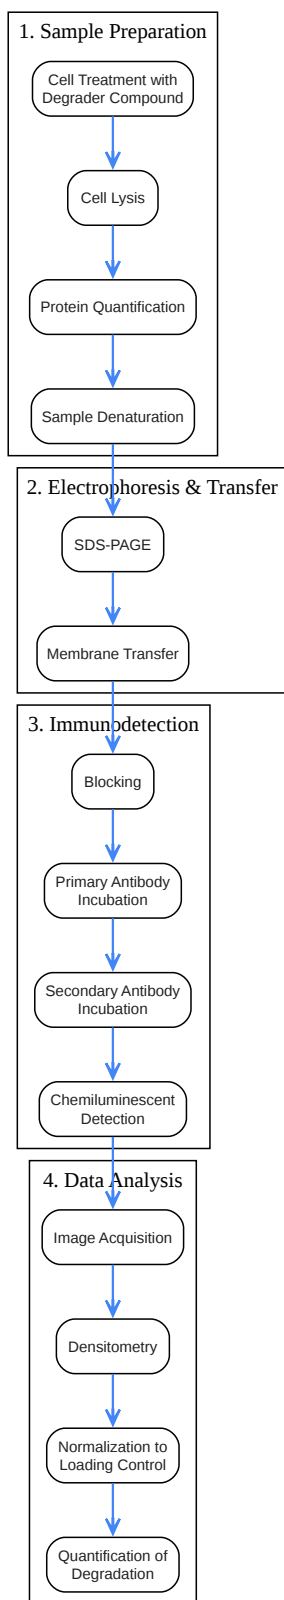 1. Sample Preparation
Cell Treatment with
Degrader Compound
Cell Lysis
Protein Quantification
Sample Denaturation
2. Electrophoresis & Transfer
SDS-PAGE
Membrane Transfer
3. Immunodetection
Blocking
Primary Antibody
Incubation
Secondary Antibody
Incubation
Chemiluminescent
Detection
4. Data Analysis
Image Acquisition
Densitometry
Normalization to
Loading Control
Quantification of
Degradation